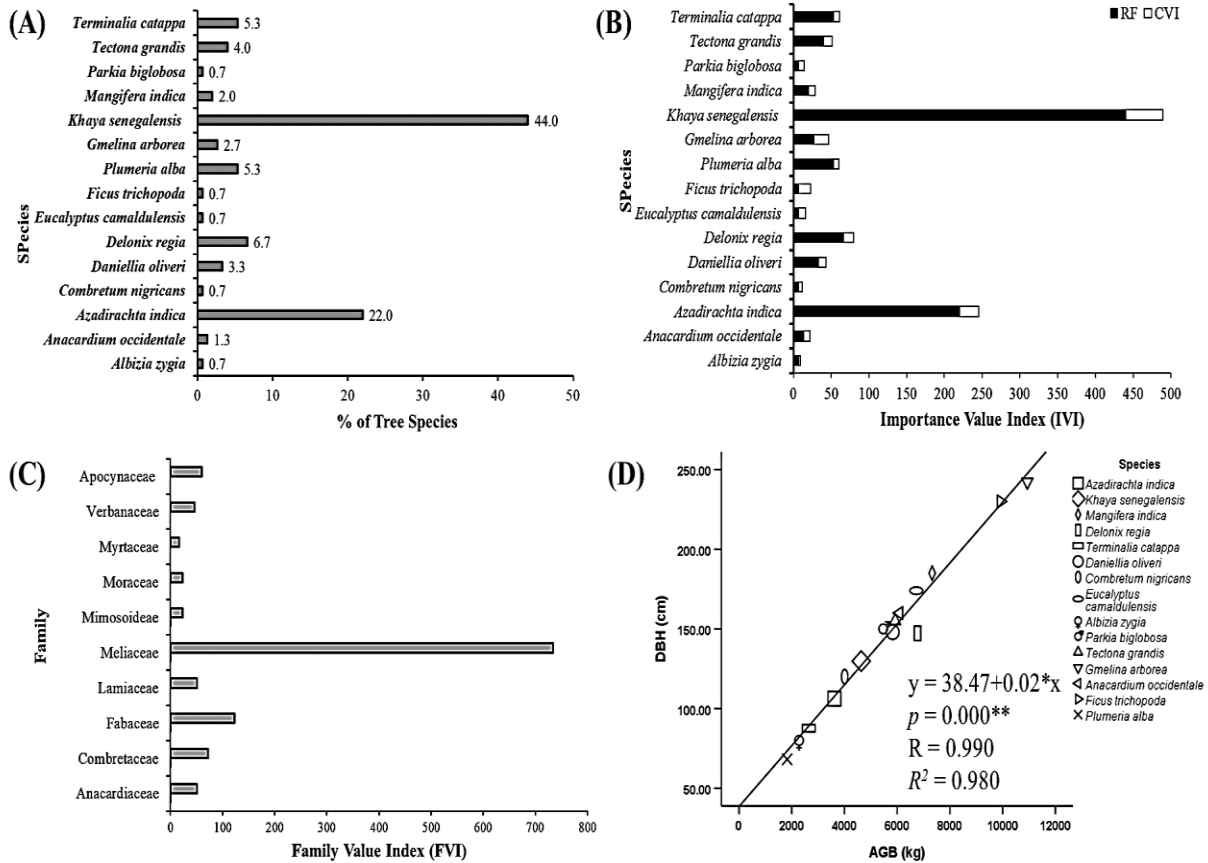 (A)
Terminalia catappa 5.3
Tectona grandis 4.0
Parkia biglobosa 0.7
Mangifera indica 2.0
Khaya senegalensis 44.0
Gmelina arborea 2.7
Plumeria alba 5.3
Ficus trichopoda 0.7
Eucalyptus camaldulensis 0.7
Delonix regia 6.7
Daniellia oliveri 3.3
Combretum nigricans 0.7
Azadirachta indica 22.0
Anacardium occidentale 1.3
Albizia zygia 0.7
SPecies
0 10 20 30 40 50
% of Tree Species
(B)
RF CVI
Terminalia catappa
Tectona grandis
Parkia biglobosa
Mangifera indica
Khaya senegalensis
Gmelina arborea
Plumeria alba
Ficus trichopoda
Eucalyptus camaldulensis
Delonix regia
Daniellia oliveri
Combretum nigricans
Azadirachta indica
Anacardium occidentale
Albizia zygia
SPecies
0 50 100 150 200 250 300 350 400 450 500
Importance Value Index (IVI)
(C)
Apocynaceae
Verbanaceae
Myrtaceae
Moraceae
Mimosoideae
Meliaceae
Lamiaceae
Fabaceae
Combretaceae
Anacardiaceae
Family
0 100 200 300 400 500 600 700 800
Family Value Index (FVI)
(D)
250.00
200.00
150.00
100.00
50.00
DBH (cm)
y = 38.47+0.02*x
p = 0.000**
R = 0.990
R² = 0.980
0 2000 4000 6000 8000 10000 12000
AGB (kg)
Species
Azadirachta indica
Khaya senegalensis
Mangifera indica
Delonix regia
Terminalia catappa
Daniellia oliveri
Combretum nigricans
Eucalyptus
camaldulensis
Albizia zygia
Parkia biglobosa
Tectona grandis
Gmelina arborea
Anacardium occidentale
Ficus trichopoda
Plumeria alba